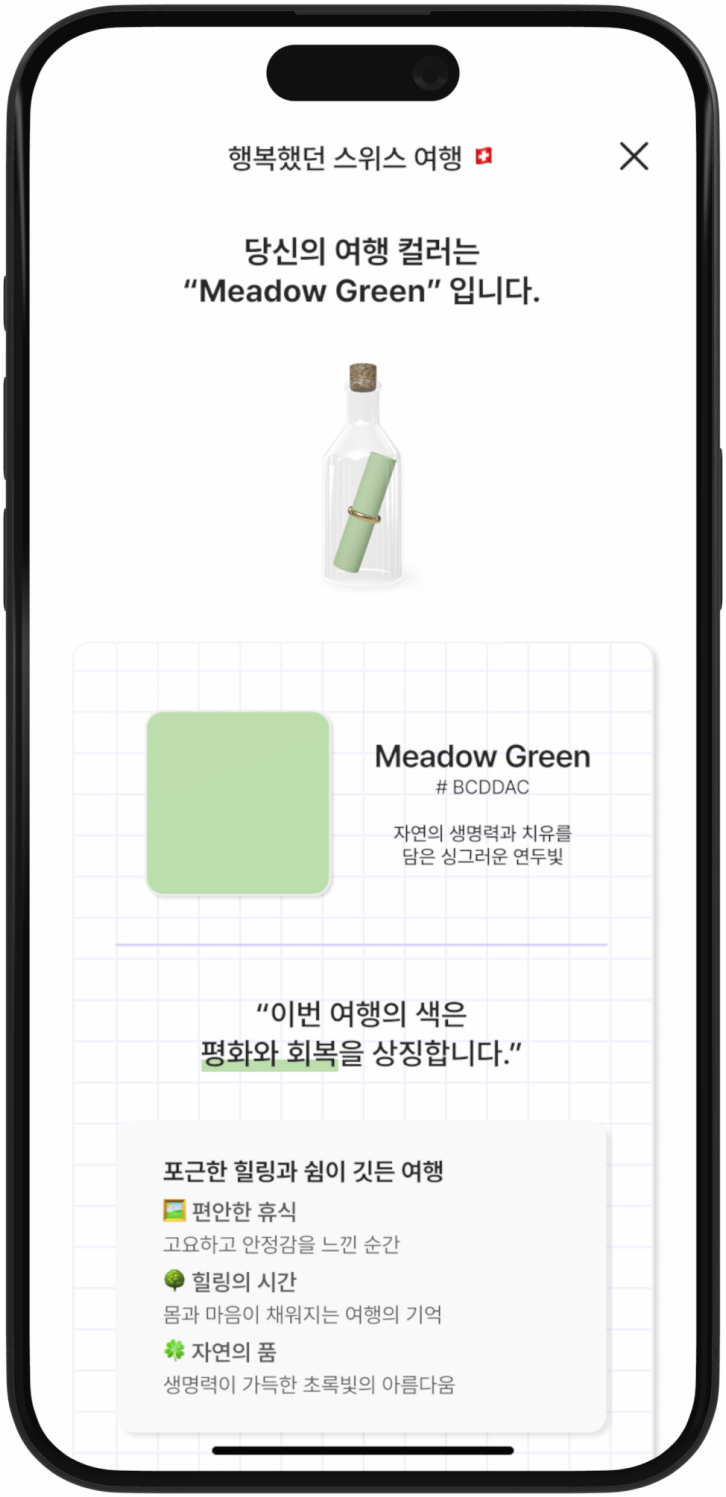 행복했던 스위스 여행 🇨🇭
당신의 여행 컬러는
“Meadow Green” 입니다.
Meadow Green
# BCDDAC
자연의 생명력과 치유를
담은 싱그러운 연두빛
“이번 여행의 색은
평화와 회복을 상징합니다.”
포근한 힐링과 쉼이 깃든 여행
🖼️ 편안한 휴식
고요하고 안정감을 느낀 순간
🌳 힐링의 시간
몸과 마음이 채워지는 여행의 기억
🍀 자연의 품
생명력이 가득한 초록빛의 아름다움